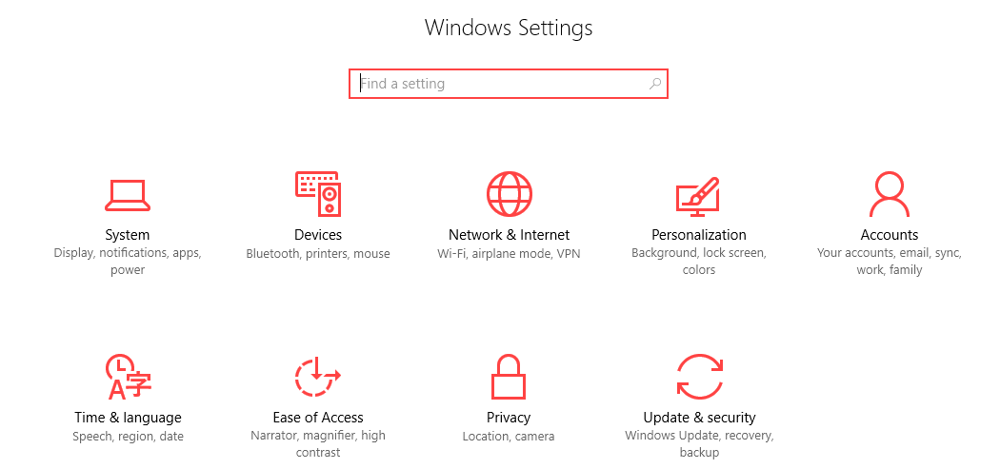 Windows Settings
Find a setting
System
Display, notifications, apps,
power
Devices
Bluetooth, printers, mouse
Network & Internet
Wi-Fi, airplane mode, VPN
Personalization
Background, lock screen,
colors
Accounts
Your accounts, email, sync,
work, family
A字
Time & language
Speech, region, date
Ease of Access
Narrator, magnifier, high
contrast
Privacy
Location, camera
Update & security
Windows Update, recovery,
backup